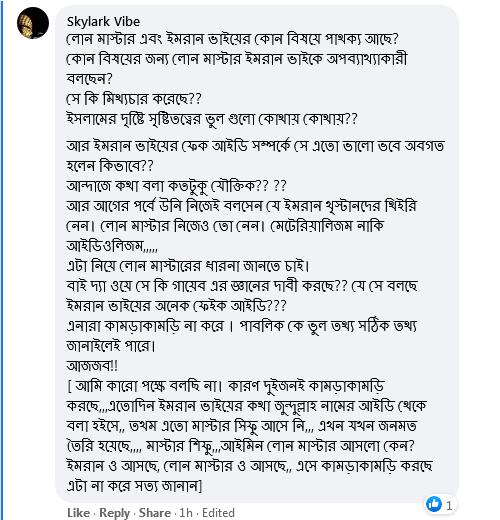 Skylark Vibe
লোন মাস্টার এবং ইমরান ভাইয়ের কোন বিষয়ে পাথক্য আছে?
কোন বিষয়ের জন্য লোন মাস্টার ইমরান ভাইকে অপব্যাখ্যাকারী
বলছেন?
সে কি মিথ্যচার করেছে??
ইসলামের দৃষ্টিে সৃষ্টিতত্বের ভুল গুলো কোথায় কোথায়??
আর ইমরান ভাইয়ের ফেক আইডি সম্পর্কে সে এতো ভালো ভবে অবগত
হলেন কিভাবে??
আন্দাজে কথা বলা কতটুকু যৌক্তিক?? ??
আর আগের পর্বে উনি নিজেই বলসেন যে ইমরান থৃস্টানদের থিইরি
নেন। লোন মাস্টার নিজেও তো নেন। মেটেরিয়ালিজম নাকি
আইডিওলিজম,,,,,
এটা নিয়ে লোন মাস্টারের ধারনা জানতে চাই।
বাই দ্যা ওয়ে সে কি গায়েব এর জ্ঞানের দাবী করছে?? যে সে বলছে
ইমরান ভাইয়ের অনেক ফেইক আইডি???
এনারা কামড়াকামড়ি না করে । পাবলিক কে ভুল তথ্য সঠিক তথ্য
জানাইলেই পারে।
আজজব!!
[ আমি কারো পক্ষে বলছি না। কারণ দুইজনই কামড়াকামড়ি
করছে,,,এতোদিন ইমরান ভাইয়ের কথা জুন্দুল্লাহ নামের আইডি থেকে
বলা হইসে,, তথম এতো মাস্টার সিফু আসে নি,,, এখন যখন জনমত
তৈরি হয়েছে,,,, মাস্টার শিফু,,,আইমিন লোন মাস্টার আসলো কেন?
ইমরান ও আসছে, লোন মাস্টার ও আসছে,, এসে কামড়াকামড়ি করছে
এটা না করে সত্য জানান]
Like · Reply · Share · 1h · Edited
1